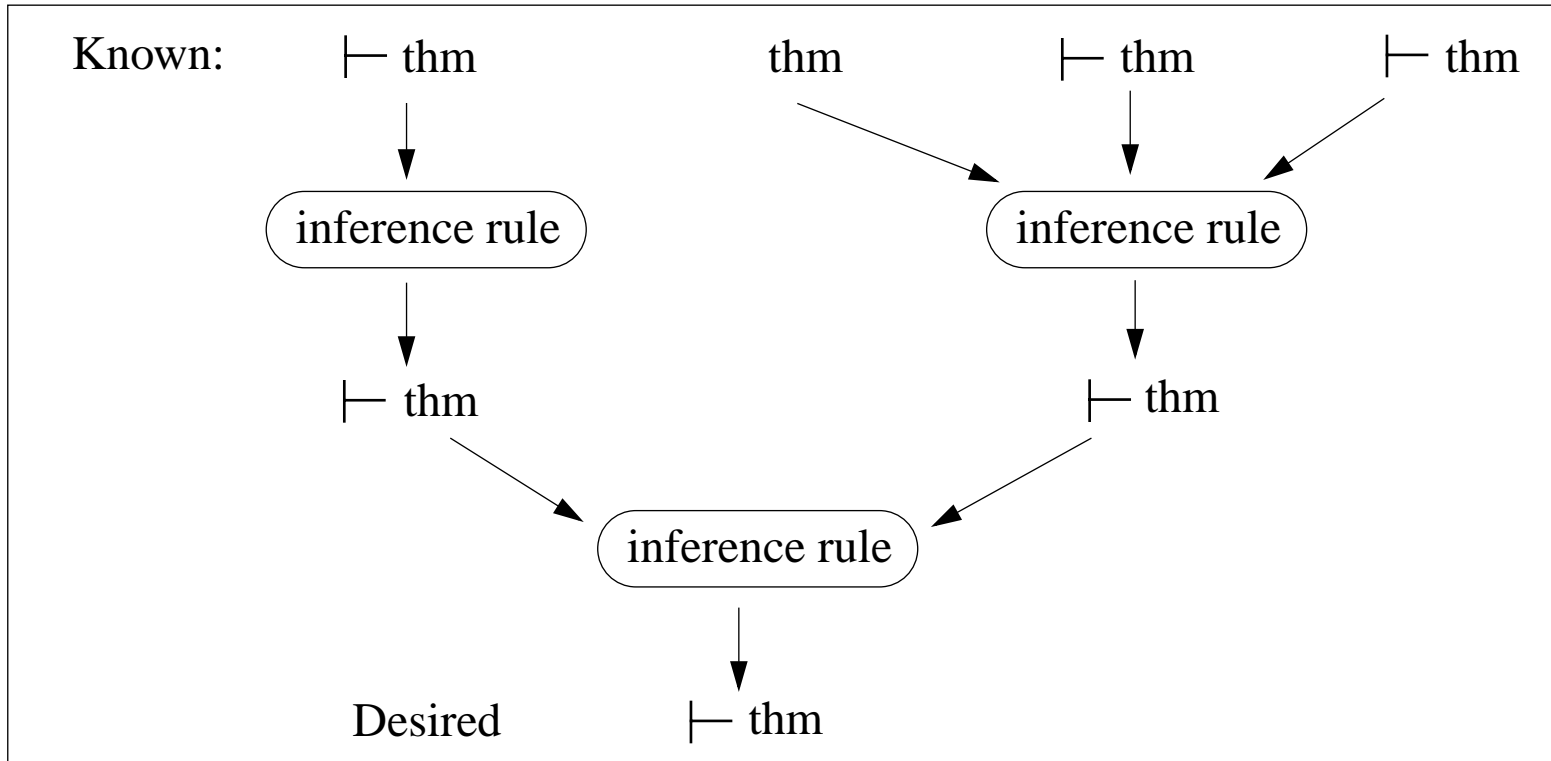 Known: ⊢ thm thm ⊢ thm ⊢ thm
inference rule inference rule
⊢ thm ⊢ thm
inference rule
Desired ⊢ thm